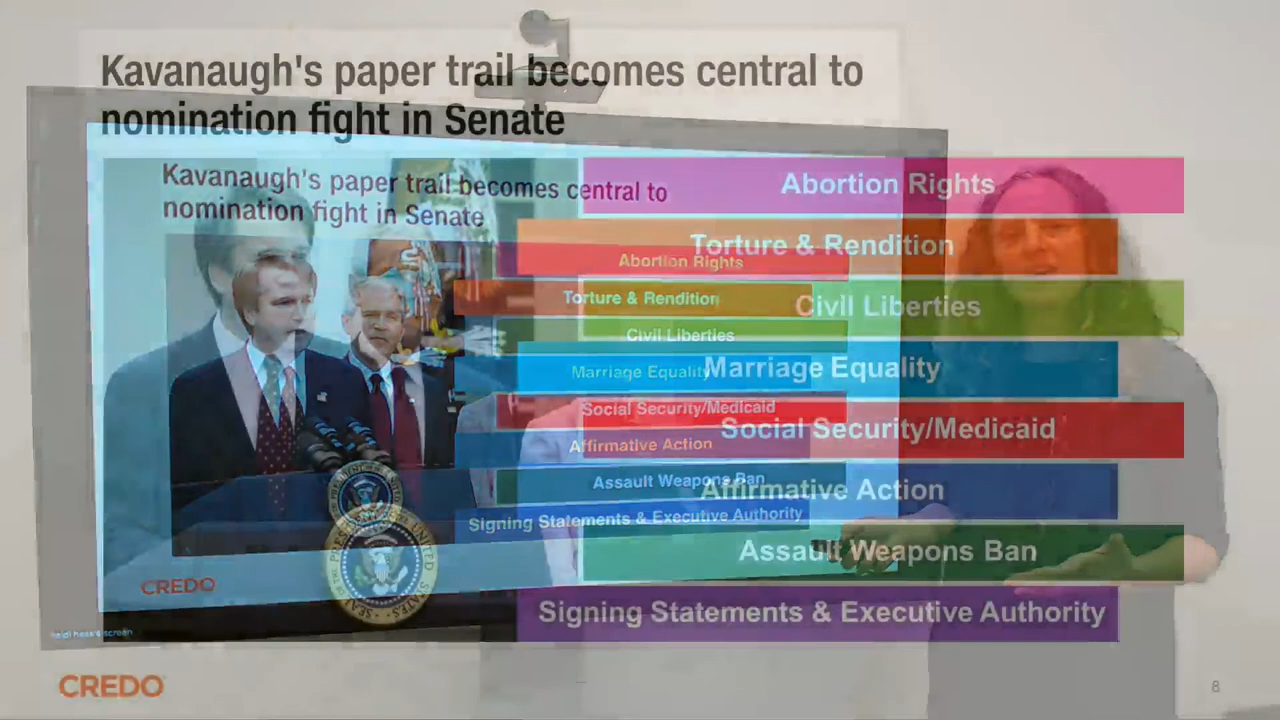 Kavanaugh's paper trail becomes central to
nomination fight in Senate
Kavanaugh's paper trail becomes central to
nomination fight in Senate
Abortion Rights
Torture & Rendition
Civil Liberties
Marriage Equality
Social Security/Medicaid
Affirmative Action
Assault Weapons Ban
Signing Statements & Executive Authority
Abortion Rights
Torture & Rendition
Civil Liberties
Marriage Equality
Social Security/Medicaid
Affirmative Action
Assault Weapons Ban
Signing Statements & Executive Authority
CREDO
heidi hess's screen
CREDO
8